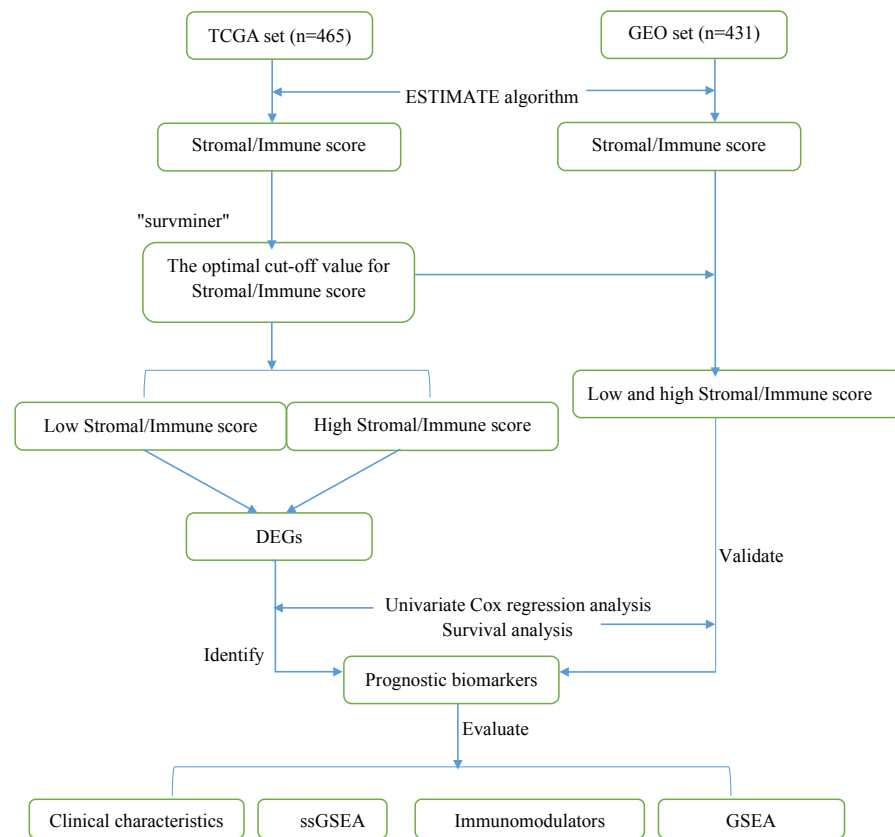 TCGA set (n=465)
GEO set (n=431)
ESTIMATE algorithm
Stromal/Immune score
Stromal/Immune score
"survminer"
The optimal cut-off value for
Stromal/Immune score
Low Stromal/Immune score
High Stromal/Immune score
Low and high Stromal/Immune score
DEGs
Validate
Univariate Cox regression analysis
Survival analysis
Identify
Prognostic biomarkers
Evaluate
Clinical characteristics
ssGSEA
Immunomodulators
GSEA